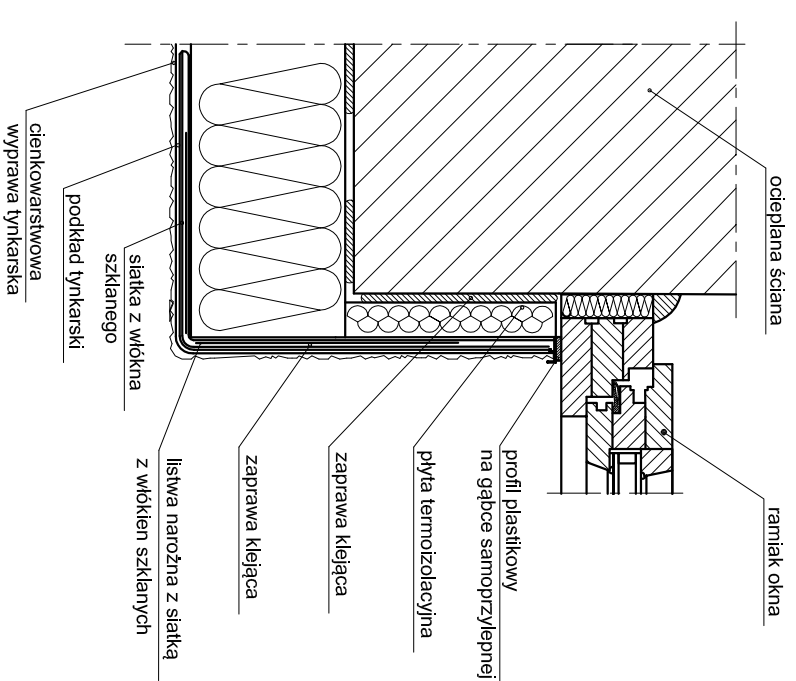 ocieplana ściana
ramiak okna
profil plastikowy
na gąbce samoprzylepnej
płyta termoizolacyjna
zaprawa klejąca
zaprawa klejąca
listwa narożna z siatką
z włókien szklanych
siatka z włókna
szklanego
podkład tynkarski
cienkowarstwowa
wyprawa tynkarska